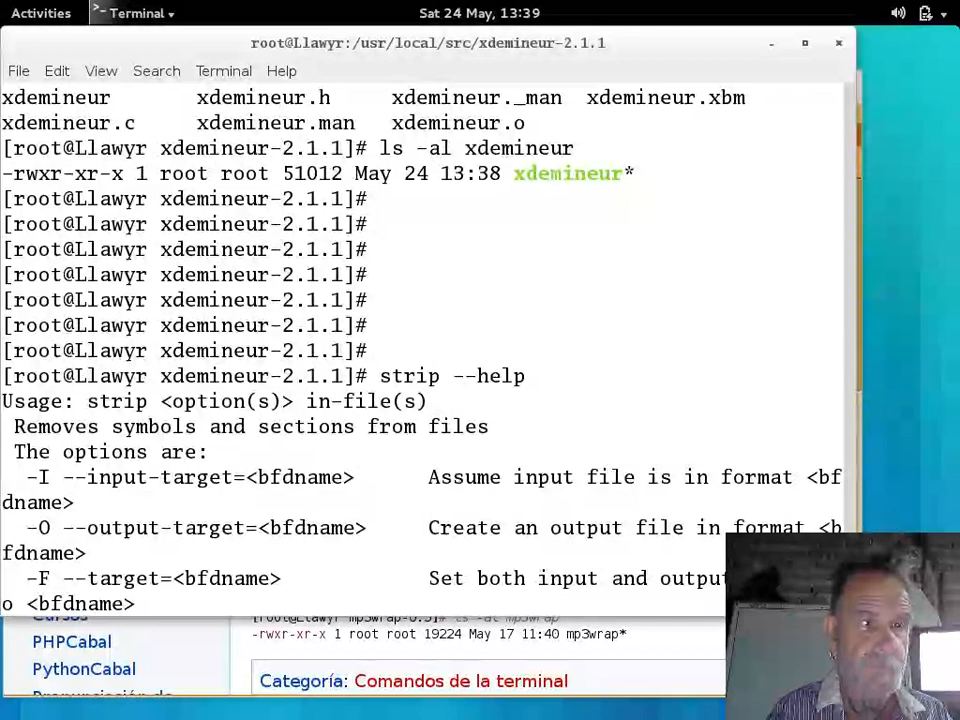 Activities
Terminal
Sat 24 May, 13:39
root@Llawyr:/usr/local/src/xdemineur-2.1.1
File Edit View Search Terminal Help
xdemineur xdemineur.h xdemineur._man xdemineur.xbm
xdemineur.c xdemineur.man xdemineur.o
[root@Llawyr xdemineur-2.1.1]# ls -al xdemineur
-rwxr-xr-x 1 root root 51012 May 24 13:38 xdemineur*
[root@Llawyr xdemineur-2.1.1]#
[root@Llawyr xdemineur-2.1.1]#
[root@Llawyr xdemineur-2.1.1]#
[root@Llawyr xdemineur-2.1.1]#
[root@Llawyr xdemineur-2.1.1]#
[root@Llawyr xdemineur-2.1.1]#
[root@Llawyr xdemineur-2.1.1]#
[root@Llawyr xdemineur-2.1.1]# strip --help
Usage: strip <option(s)> in-file(s)
Removes symbols and sections from files
The options are:
-I --input-target=<bfdname> Assume input file is in format <bf
dname>
-O --output-target=<bfdname> Create an output file in format <b
fdname>
-F --target=<bfdname> Set both input and output
o <bfdname>
PHPCabal
PythonCabal
-rwxr-xr-x 1 root root 19224 May 17 11:40 mp3wrap*
Categoría: Comandos de la terminal